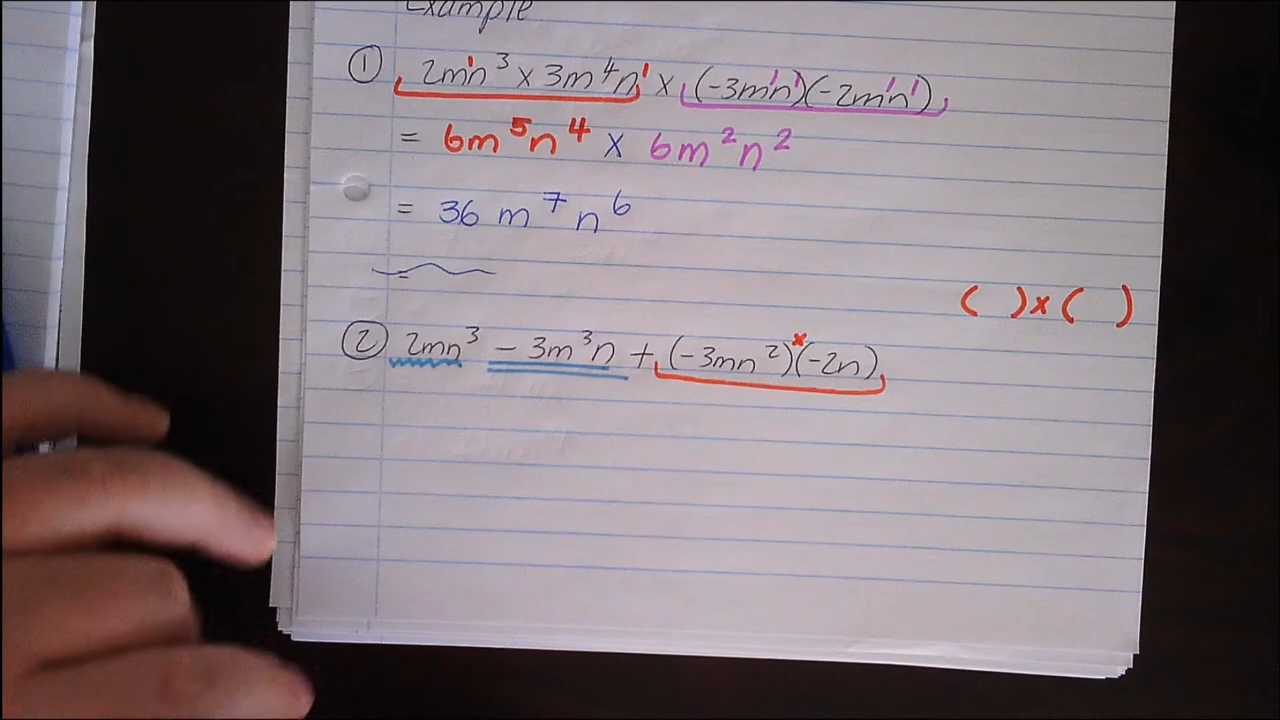 Example
① 2m¹n³ × 3m⁴n¹ × (-3m¹n¹)(-2m¹n¹)
= 6m⁵n⁴ × 6m²n²
= 36 m⁷n⁶
=
( )×( )
② 2mn³ - 3m³n + (-3mn²)×(-2n)